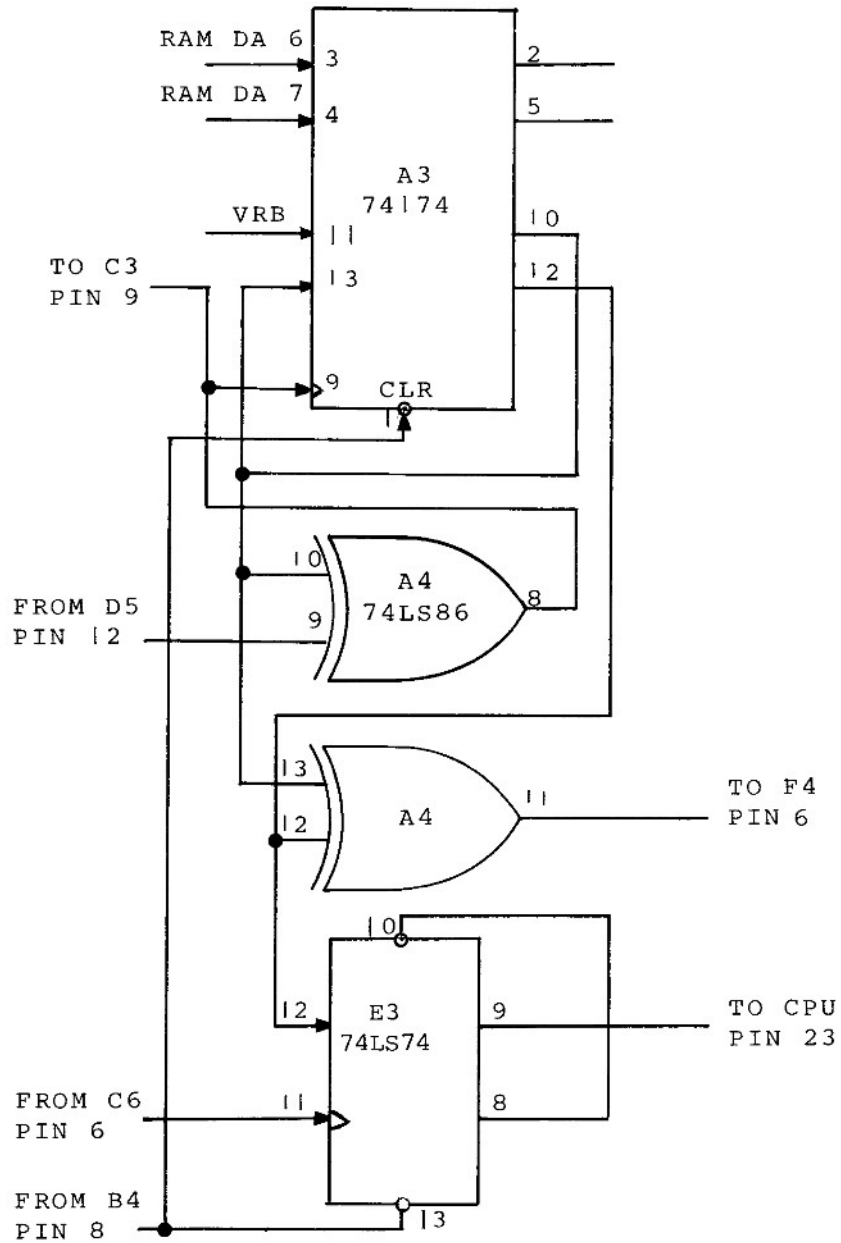 RAM DA 6
3
2
RAM DA 7
4
5
A3
74174
VRB
11
10
TO C3
PIN 9
13
12
9
CLR
1
10
A4
74LS86
8
FROM D5
PIN 12
9
13
12
A4
11
TO F4
PIN 6
10
12
E3
74LS74
9
TO CPU
PIN 23
FROM C6
PIN 6
11
8
FROM B4
PIN 8
13